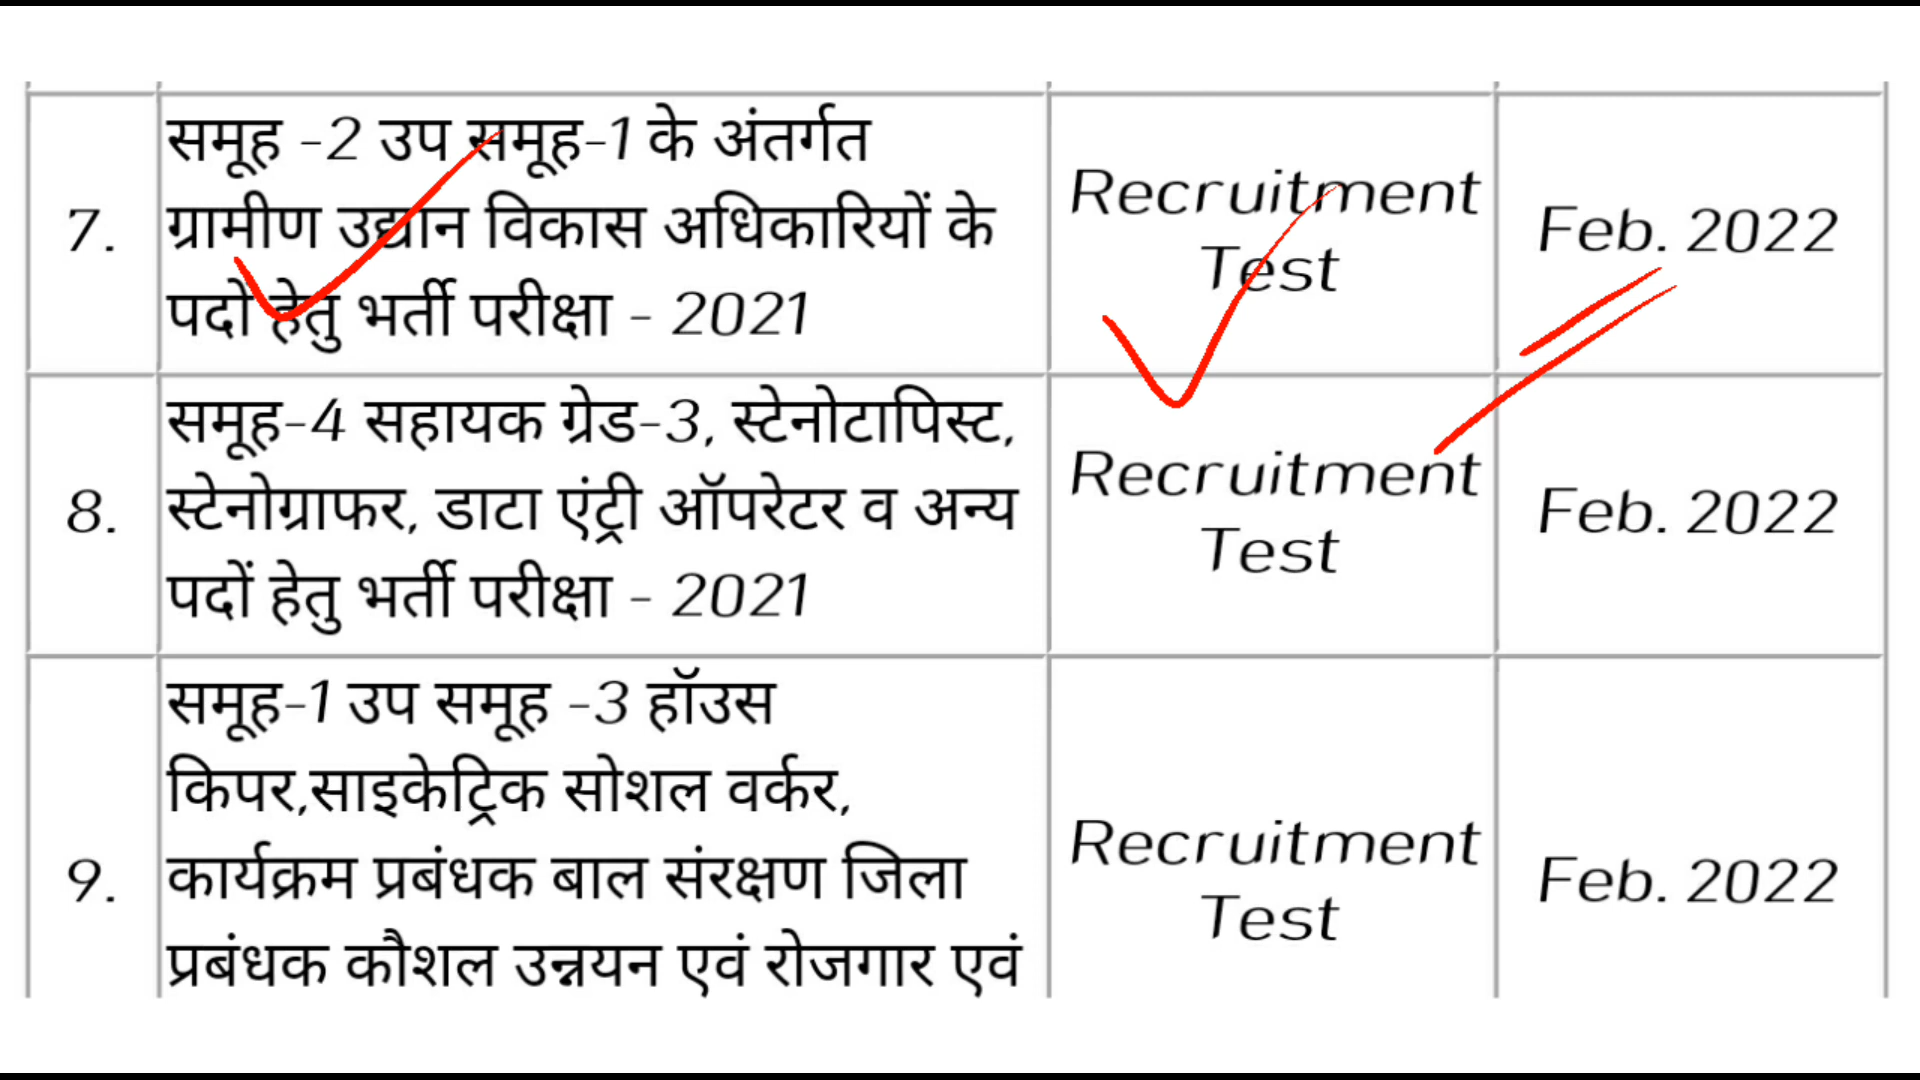 7.
समूह -2 उप समूह-1 के अंतर्गत
ग्रामीण उद्यान विकास अधिकारियों के
पदों हेतु भर्ती परीक्षा - 2021
Recruitment
Test
Feb. 2022
8.
समूह-4 सहायक ग्रेड-3, स्टेनोटापिस्ट,
स्टेनोग्राफर, डाटा एंट्री ऑपरेटर व अन्य
पदों हेतु भर्ती परीक्षा - 2021
Recruitment
Test
Feb. 2022
9.
समूह-1 उप समूह -3 हॉउस
किपर,साइकेट्रिक सोशल वर्कर,
कार्यक्रम प्रबंधक बाल संरक्षण जिला
प्रबंधक कौशल उन्नयन एवं रोजगार एवं
Recruitment
Test
Feb. 2022